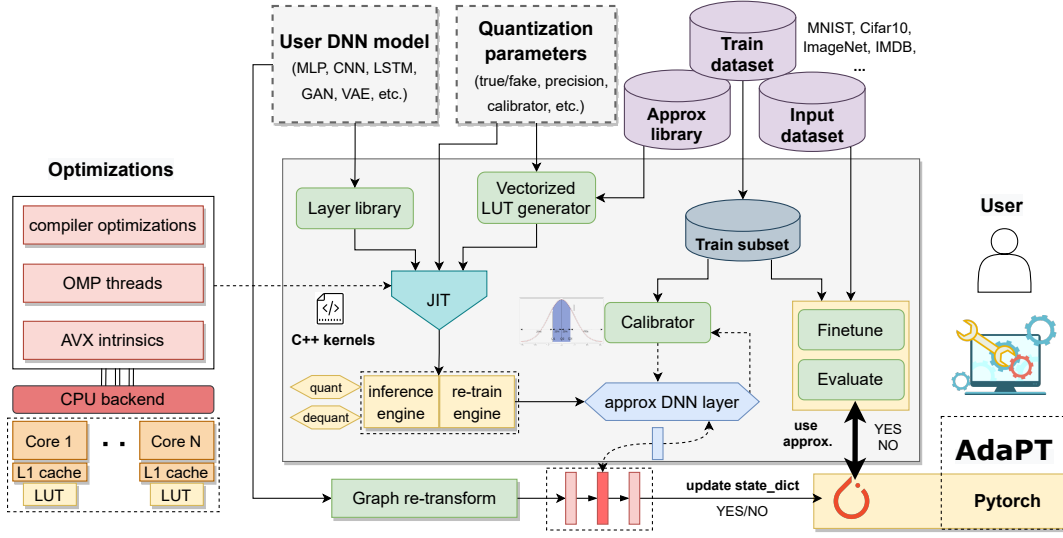 User DNN model
(MLP, CNN, LSTM,
GAN, VAE, etc.)
Quantization
parameters
(true/fake, precision,
calibrator, etc.)
Train
dataset
MNIST, Cifar10,
ImageNet, IMDB,
...
Approx
library
Input
dataset
Optimizations
compiler optimizations
OMP threads
AVX intrinsics
CPU backend
Core 1
Core N
L1 cache
L1 cache
LUT
LUT
Layer library
Vectorized
LUT generator
Train subset
JIT
</>
C++ kernels
Calibrator
Finetune
Evaluate
quant
dequant
inference
engine
re-train
engine
approx DNN layer
use
approx.
YES
NO
User
Graph re-transform
update state_dict
YES/NO
AdaPT
Pytorch